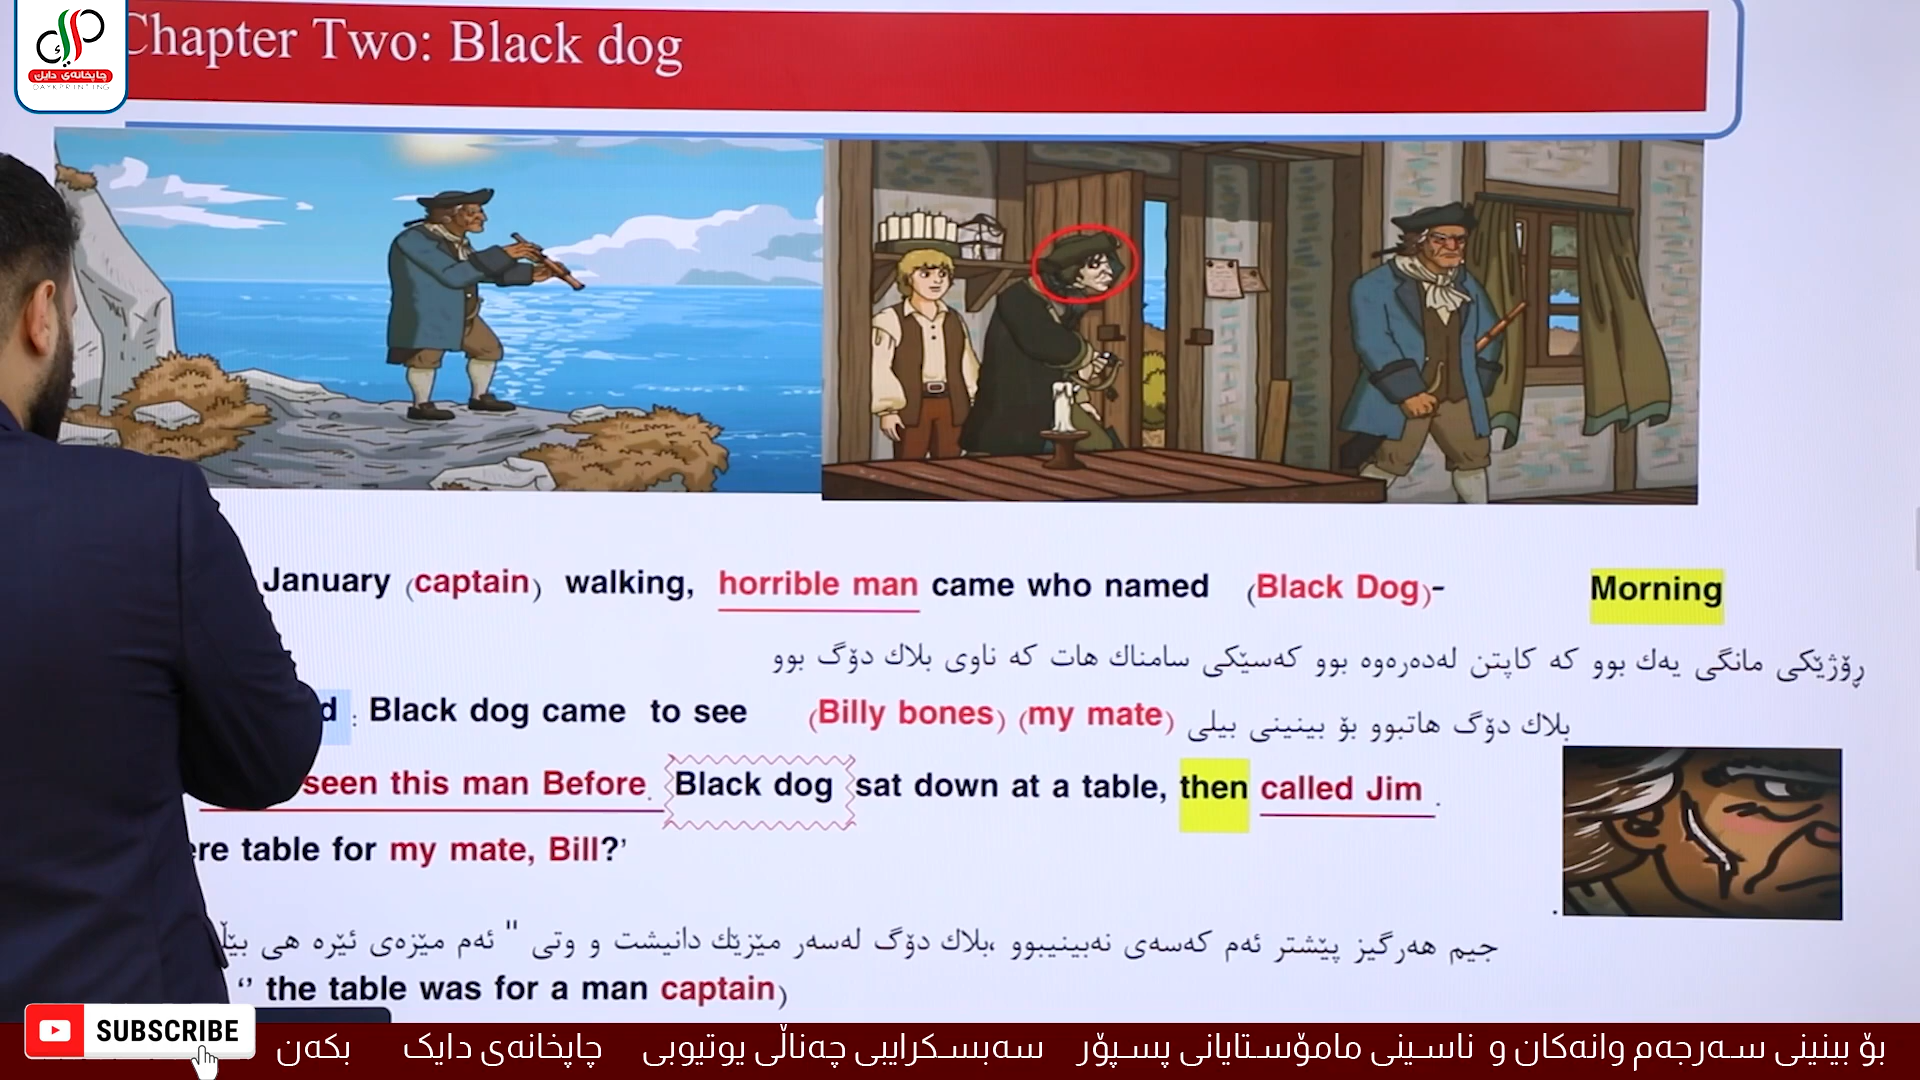 چاپخانەی دایک
DAYK PRINTING
Chapter Two: Black dog
January (captain) walking, horrible man came who named (Black Dog)- Morning
ڕۆژێکی مانگی یەك بوو کە کاپتن لەدەرەوە بوو کەسێکی سامناك هات کە ناوی بلاك دۆگ بوو
Black dog came to see (Billy bones) (my mate) بلاك دۆگ هاتبوو بۆ بینینی بیلی
seen this man Before. Black dog sat down at a table, then called Jim .
table for my mate, Bill?’
جیم هەرگیز پێشتر ئەم کەسەی نەبینیبوو ،بلاك دۆگ لەسەر مێزێك دانیشت و وتی " ئەم مێزەی ئێرە هی
‘’ the table was for a man captain)
SUBSCRIBE
بۆ بینینی سەرجەم وانەکان و ناسینی مامۆستایانی پسپۆر سەبسکرایبی چەناڵی یوتیوبی چاپخانەی دایک بکەن